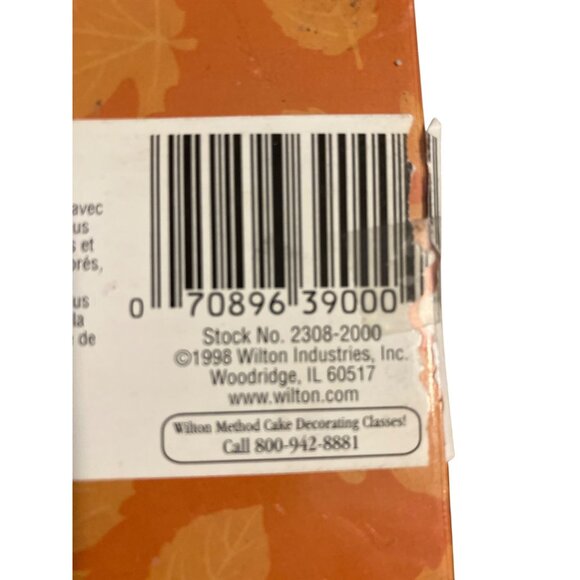 avec
us
s et
orés,
us
la
de
0 70896 39000
Stock No. 2308-2000
©1998 Wilton Industries, Inc.
Woodridge, IL 60517
www.wilton.com
Wilton Method Cake Decorating Classes!
Call 800-942-8881